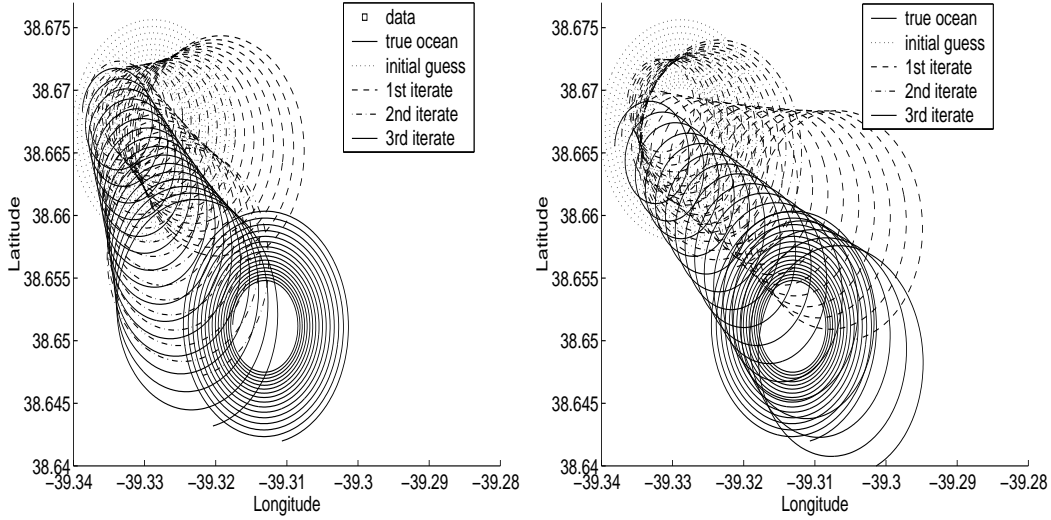 38.675
38.67
38.665
38.66
38.655
38.65
38.645
38.64
Latitude
−39.34
−39.33
−39.32
−39.31
−39.3
−39.29
−39.28
Longitude
data
true ocean
initial guess
1st iterate
2nd iterate
3rd iterate
38.675
38.67
38.665
38.66
38.655
38.65
38.645
38.64
Latitude
−39.34
−39.33
−39.32
−39.31
−39.3
−39.29
−39.28
Longitude
true ocean
initial guess
1st iterate
2nd iterate
3rd iterate